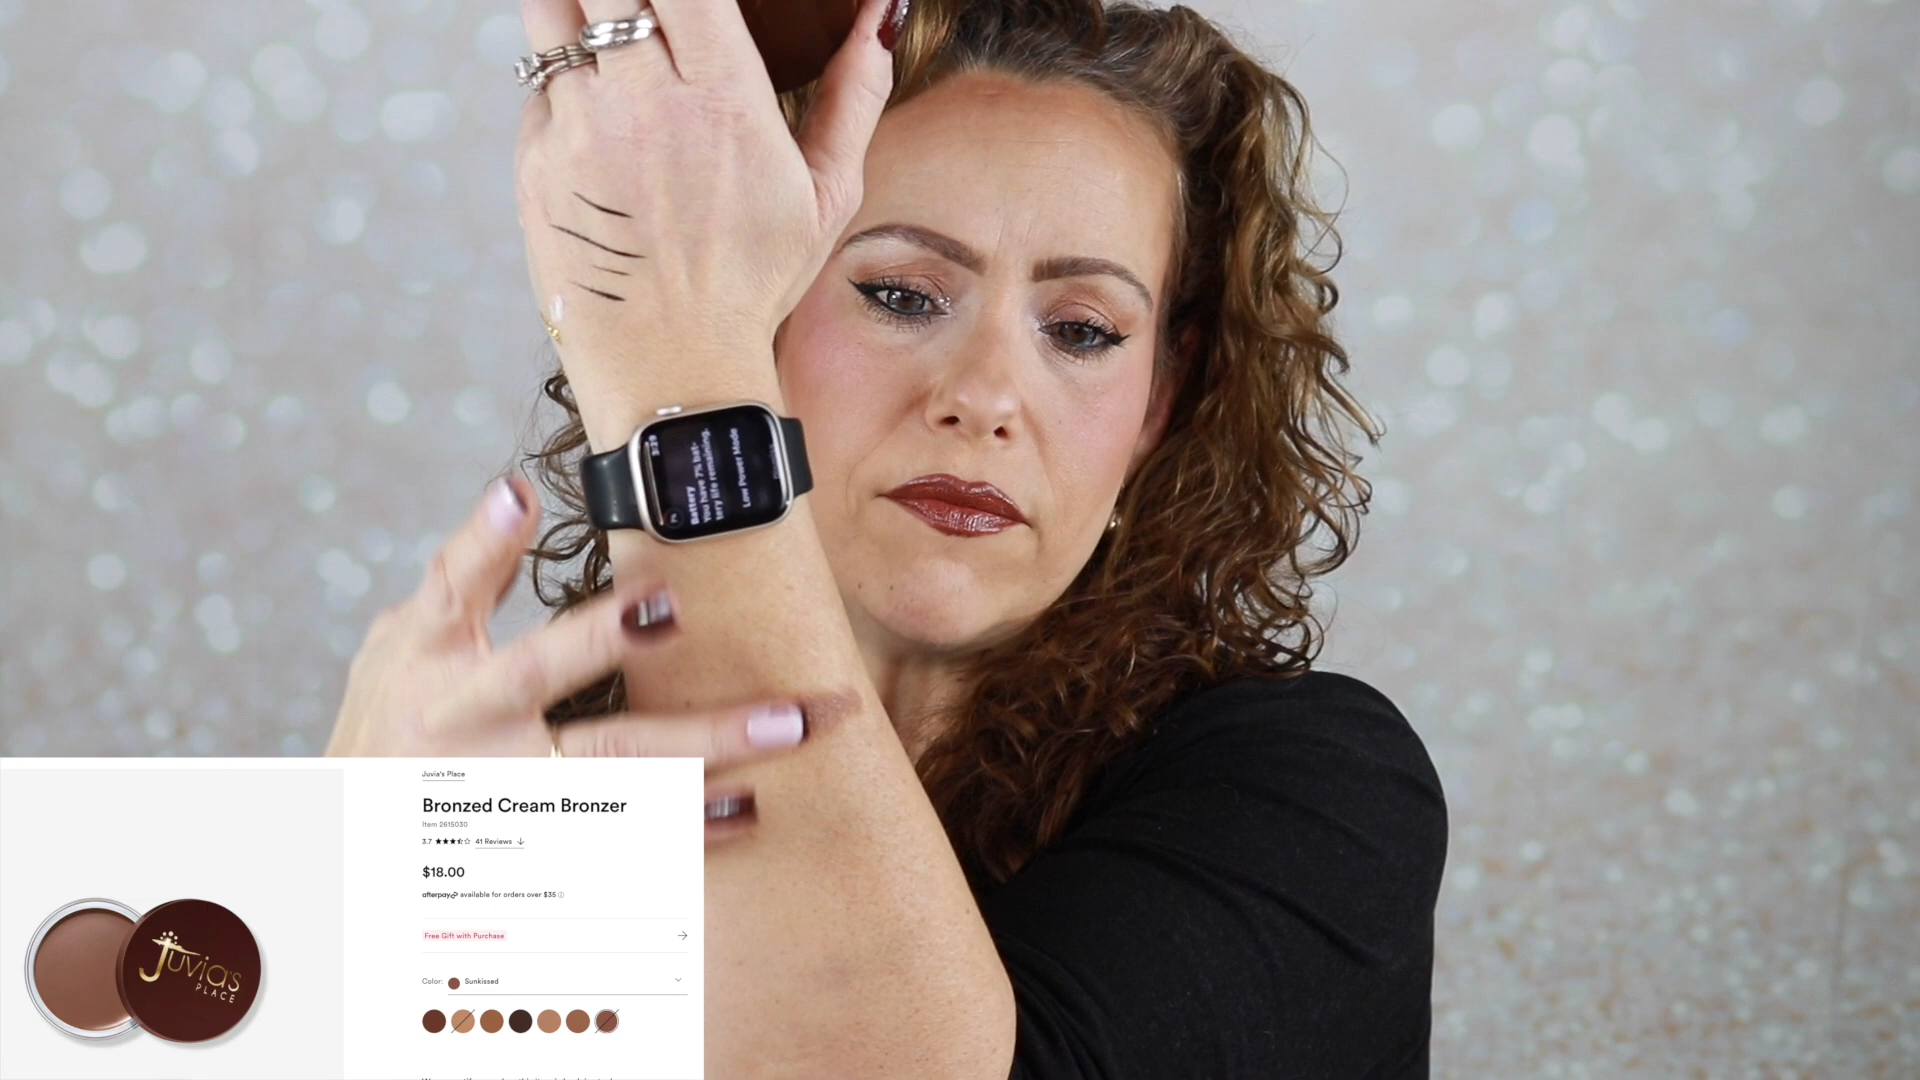 3:29
Battery
You have 7% bat-
tery life remaining.
Low Power Mode
Juvia's Place
Bronzed Cream Bronzer
Item 2615030
3.7 41 Reviews
$18.00
afterpay available for orders over $35
Free Gift with Purchase
Color: Sunkissed
Juvia's
PLACE